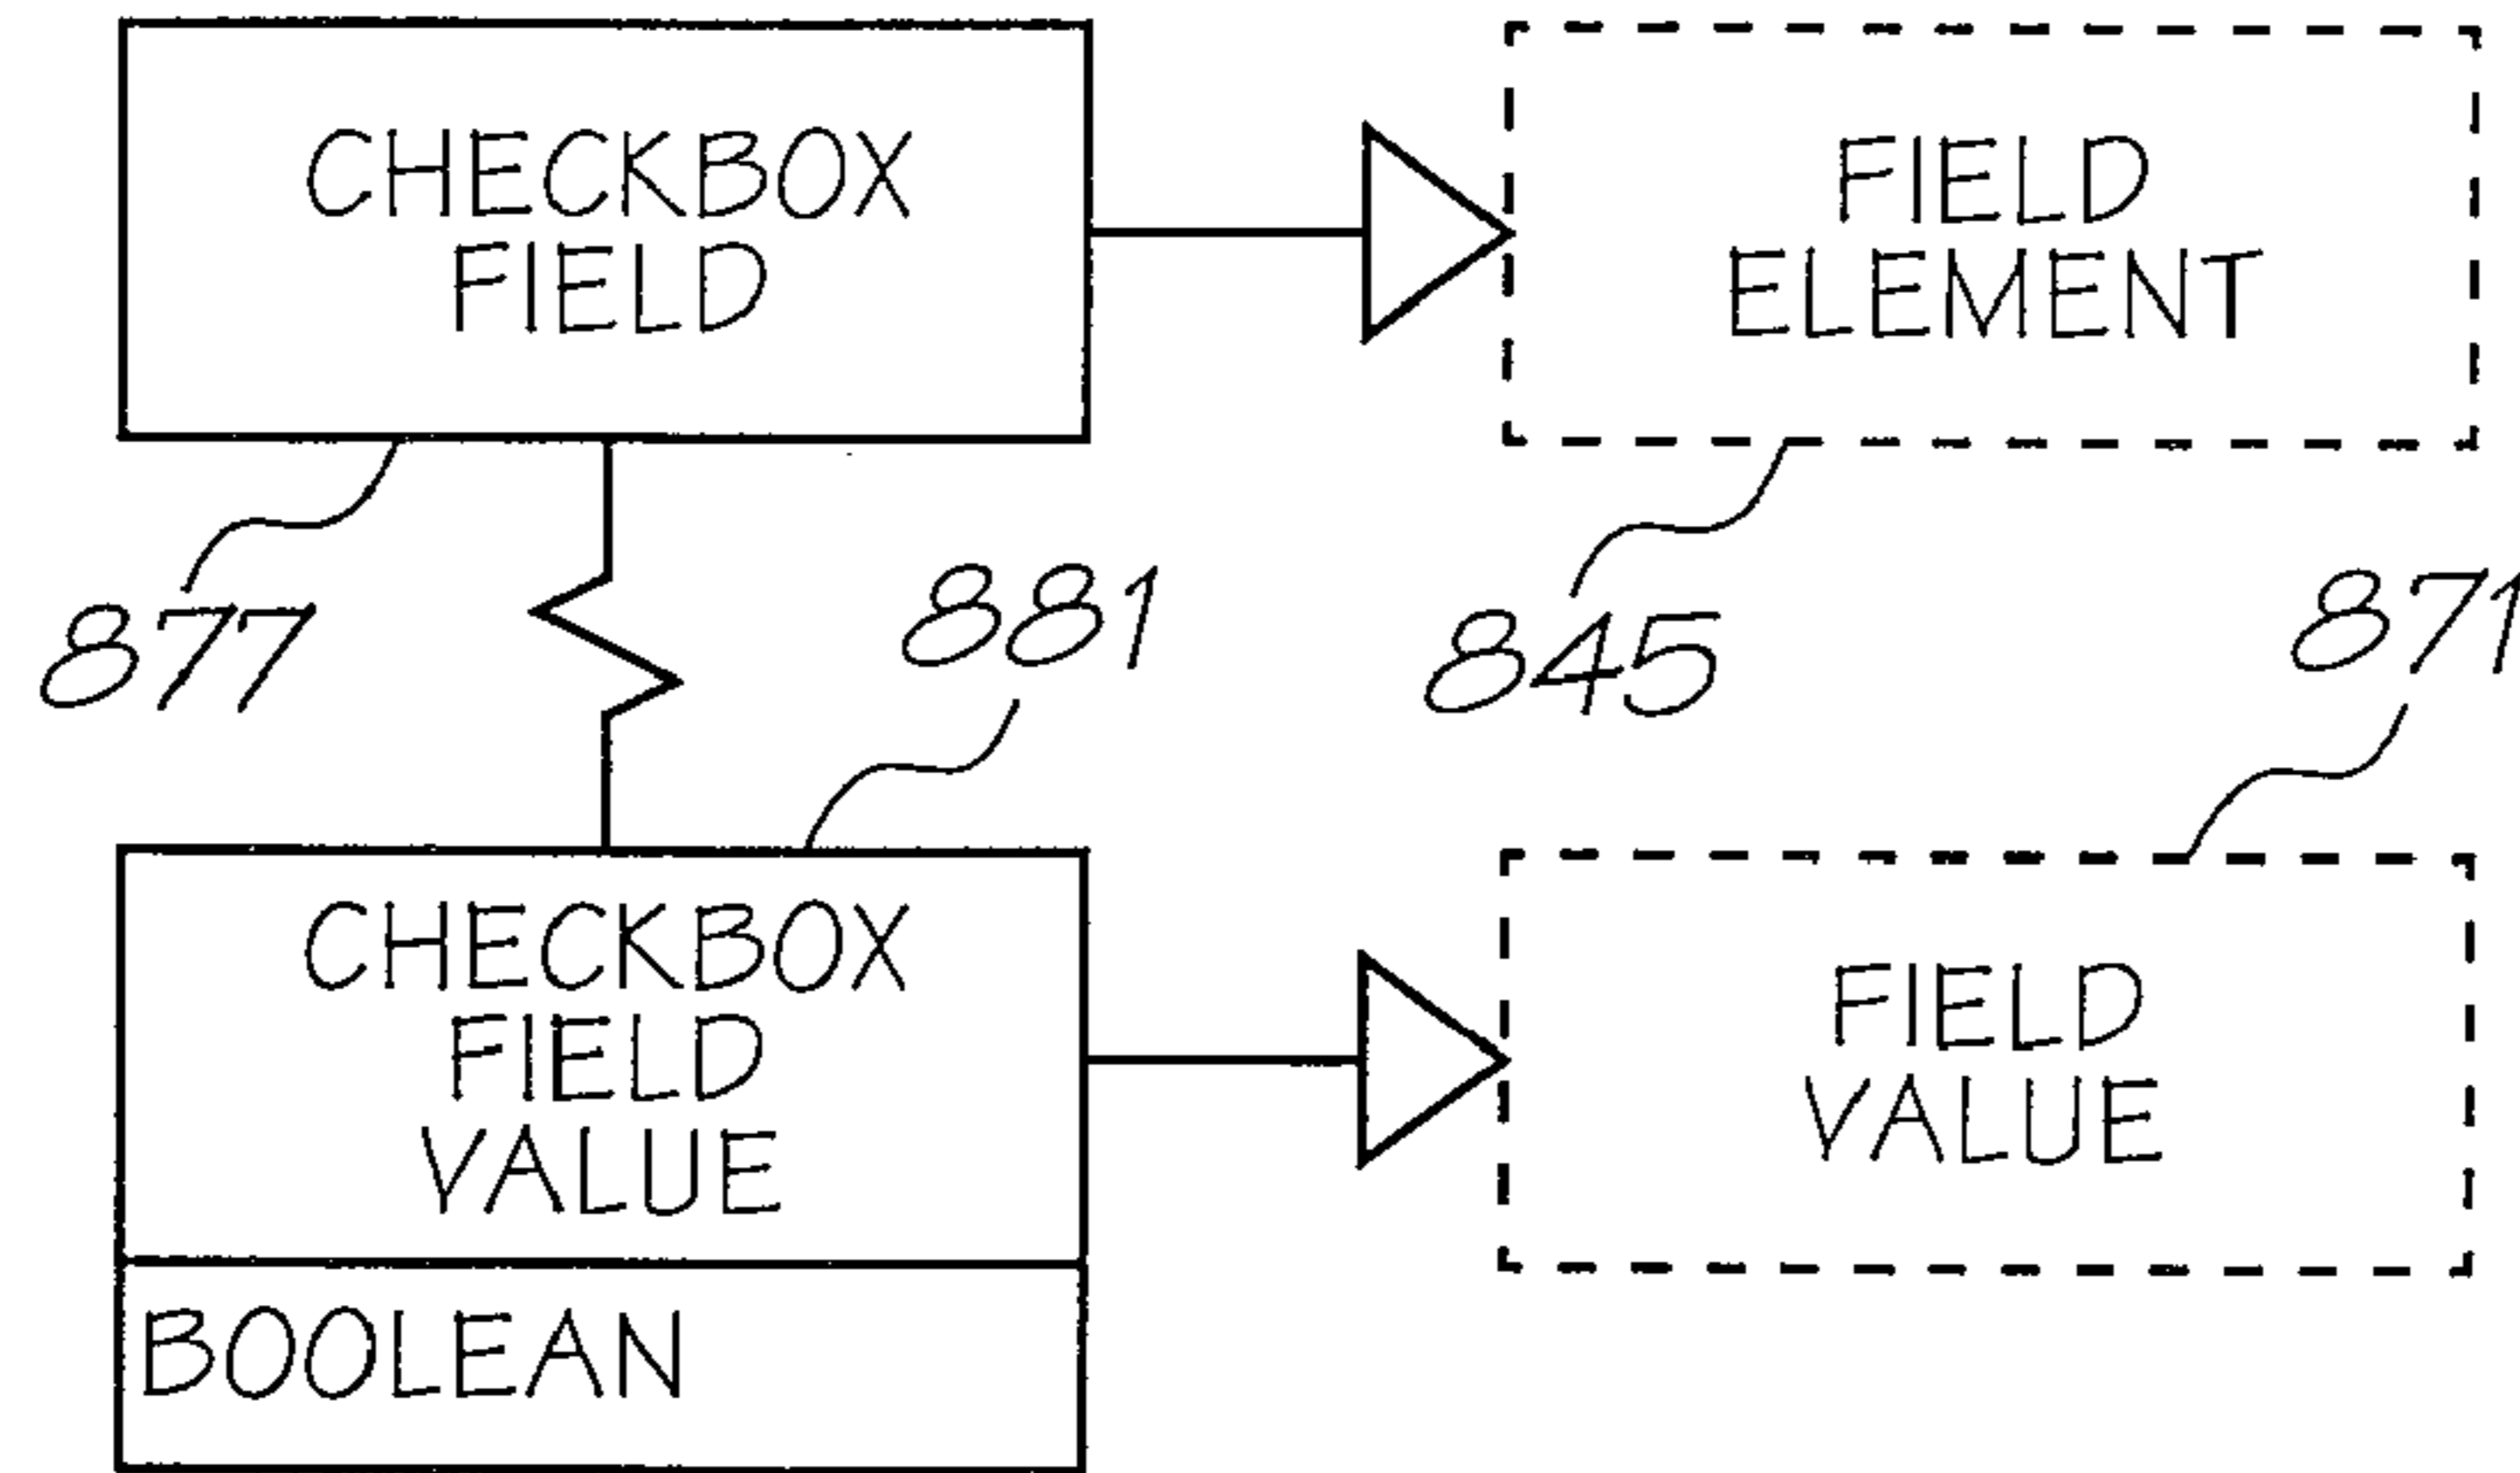 CHECKBOX
FIELD
FIELD
ELEMENT
877
881
845
871
CHECKBOX
FIELD
VALUE
FIELD
VALUE
BOOLEAN